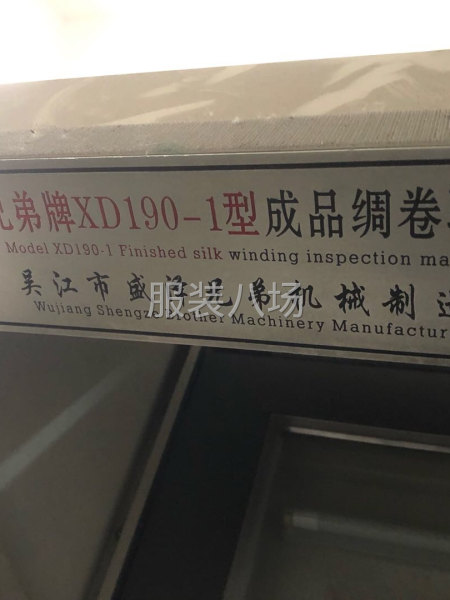 兄弟牌XD190-1型成品绸卷
Model XD190-1 Finished silk winding inspection ma
吴江市盛泽兄弟机械制造
Wujiang Shengze Brother Machinery Manufactur
服装八场